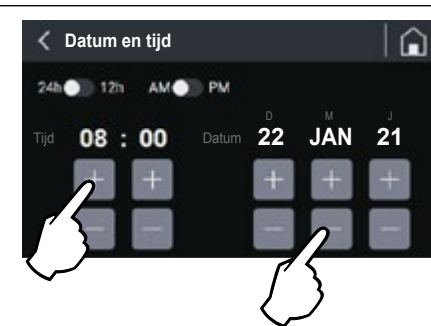 Datum en tijd
24h 12h AM PM
D M J
Tijd 08 : 00 Datum 22 JAN 21